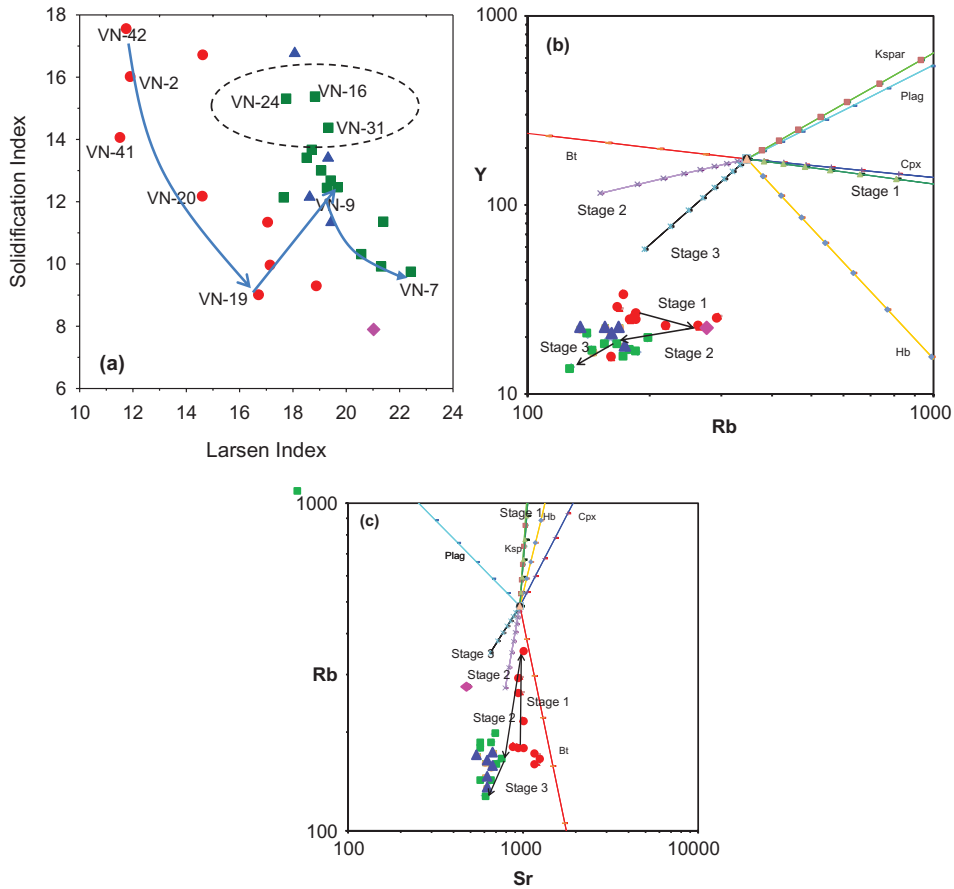 18
16
14
12
10
8
6
Solidification Index
VN-42
VN-2
VN-41
VN-20
VN-19
VN-24
VN-16
VN-31
VN-9
VN-7
(a)
6 8 10 12 14 16 18 20 22 24
Larsen Index
1000
100
10
Y
(b)
Kspar
Plag
Bt
Cpx
Stage 1
Stage 2
Stage 3
Hb
Stage 1
Stage 2
Stage 3
100 1000
Rb
1000
100
Rb
(c)
Stage 1
Hb
Cpx
Ksp
Plag
Stage 3
Stage 2
Stage 1
Stage 2
Bt
Stage 3
100 1000 10000
Sr